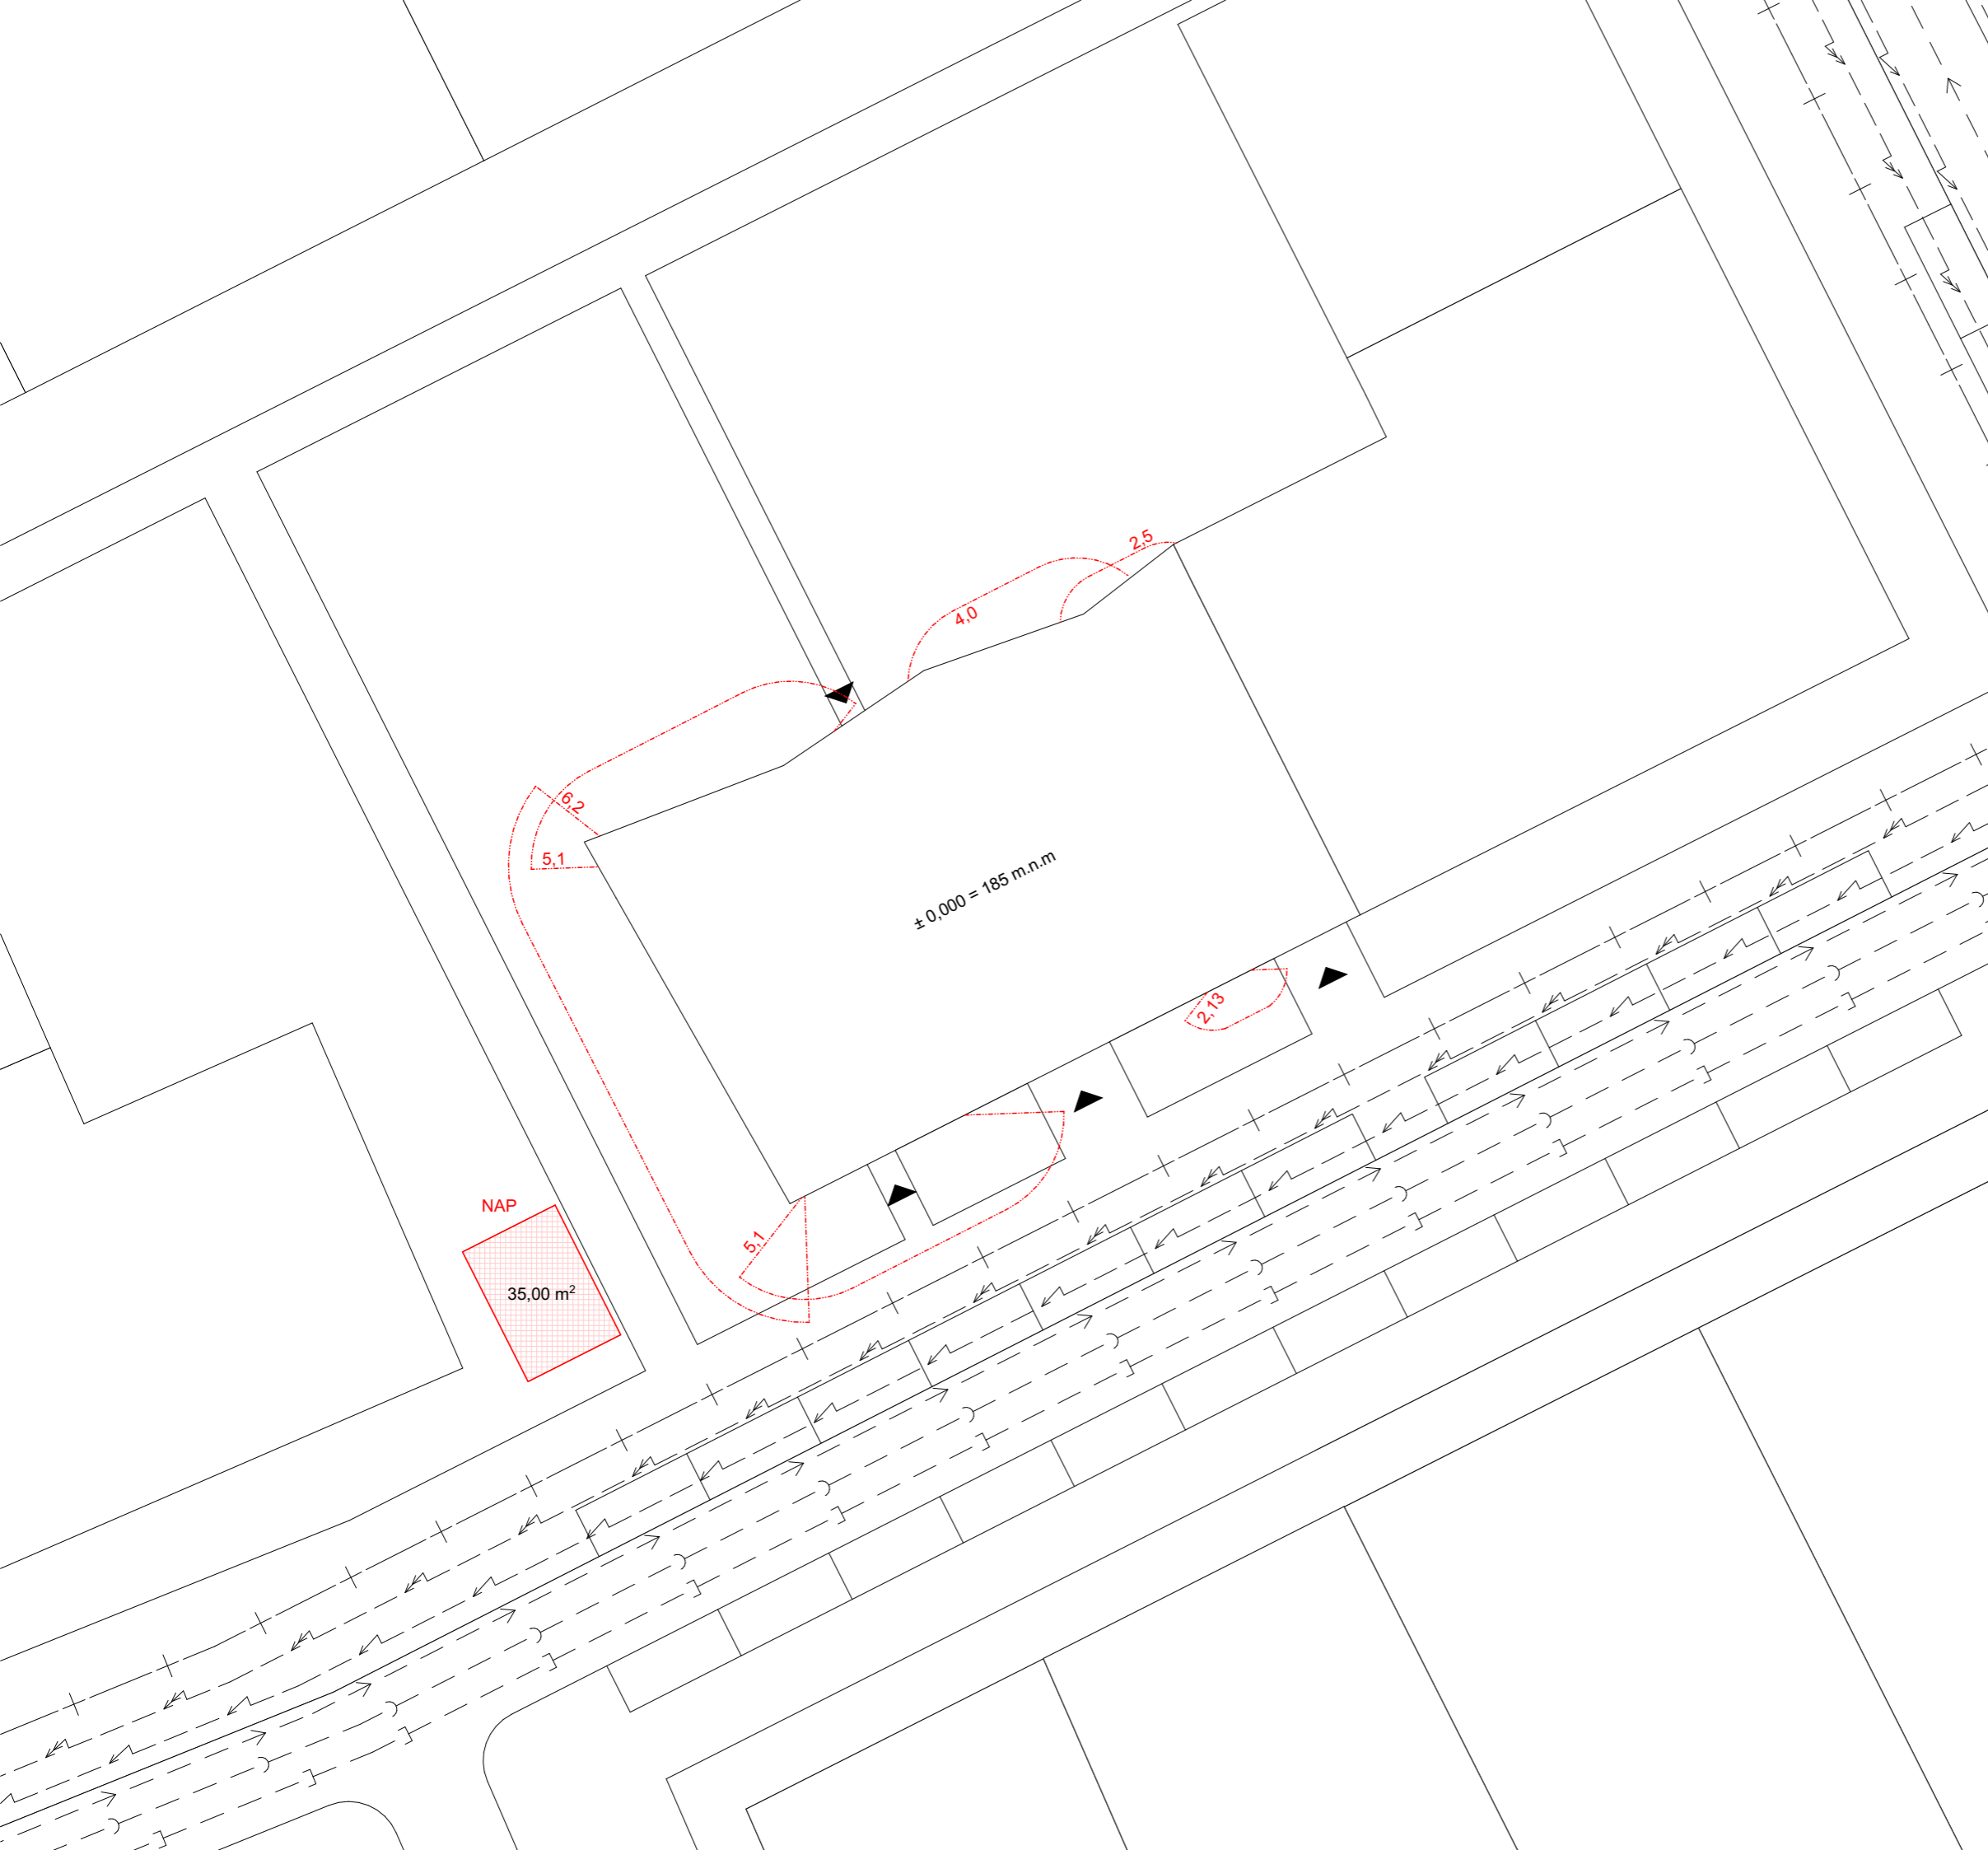 2,5
4,0
6,2
5,1
± 0,000 = 185 m.n.m
2,13
5,1
NAP
35,00 m²